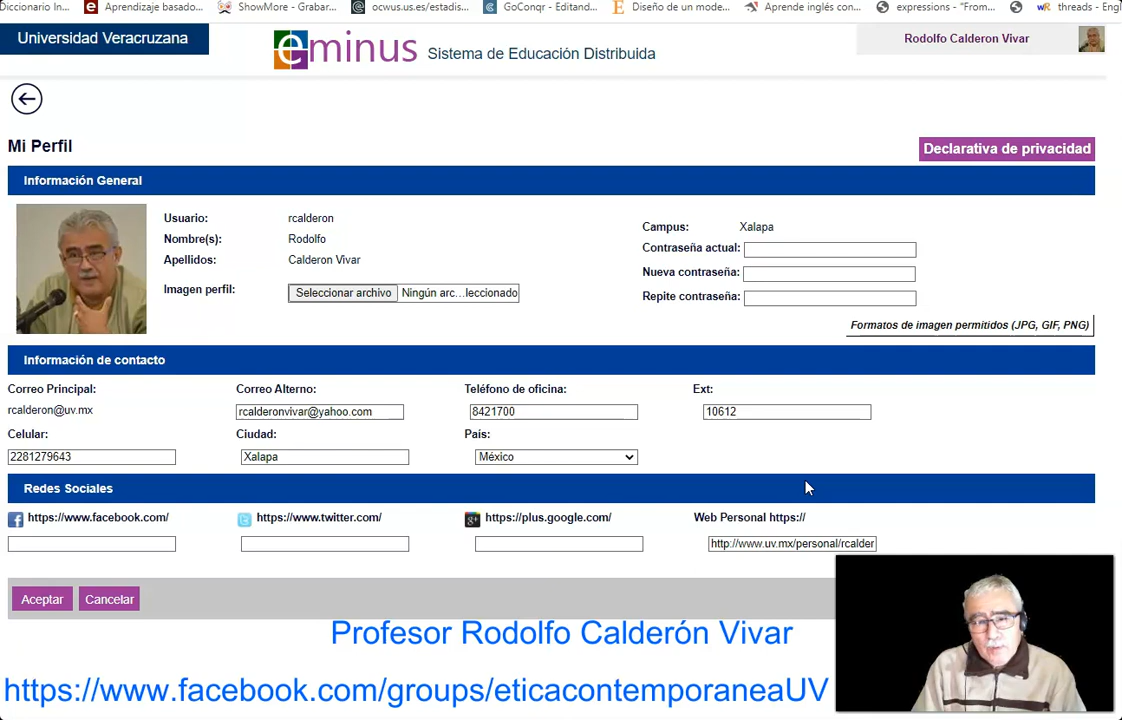 Diccionario In... Aprendizaje basado... ShowMore - Grabar... ocwus.us.es/estadis... GoConqr - Editand... Diseño de un mode... Aprende inglés con... expressions - “From... threads - Engl
Universidad Veracruzana
eminus Sistema de Educación Distribuida
Rodolfo Calderon Vivar
Mi Perfil
Declarativa de privacidad
Información General
Usuario: rcalderon
Nombre(s): Rodolfo
Apellidos: Calderon Vivar
Imagen perfil: Seleccionar archivo Ningún arc...leccionado
Campus: Xalapa
Contraseña actual:
Nueva contraseña:
Repite contraseña:
Formatos de imagen permitidos (JPG, GIF, PNG)
Información de contacto
Correo Principal: Correo Alterno: Teléfono de oficina: Ext:
rcalderon@uv.mx rcalderonvivar@yahoo.com 8421700 10612
Celular: Ciudad: País:
2281279643 Xalapa México
Redes Sociales
https://www.facebook.com/ https://www.twitter.com/ https://plus.google.com/ Web Personal https://
http://www.uv.mx/personal/rcalder
Aceptar Cancelar
Profesor Rodolfo Calderón Vivar
https://www.facebook.com/groups/eticacontemporaneaUV